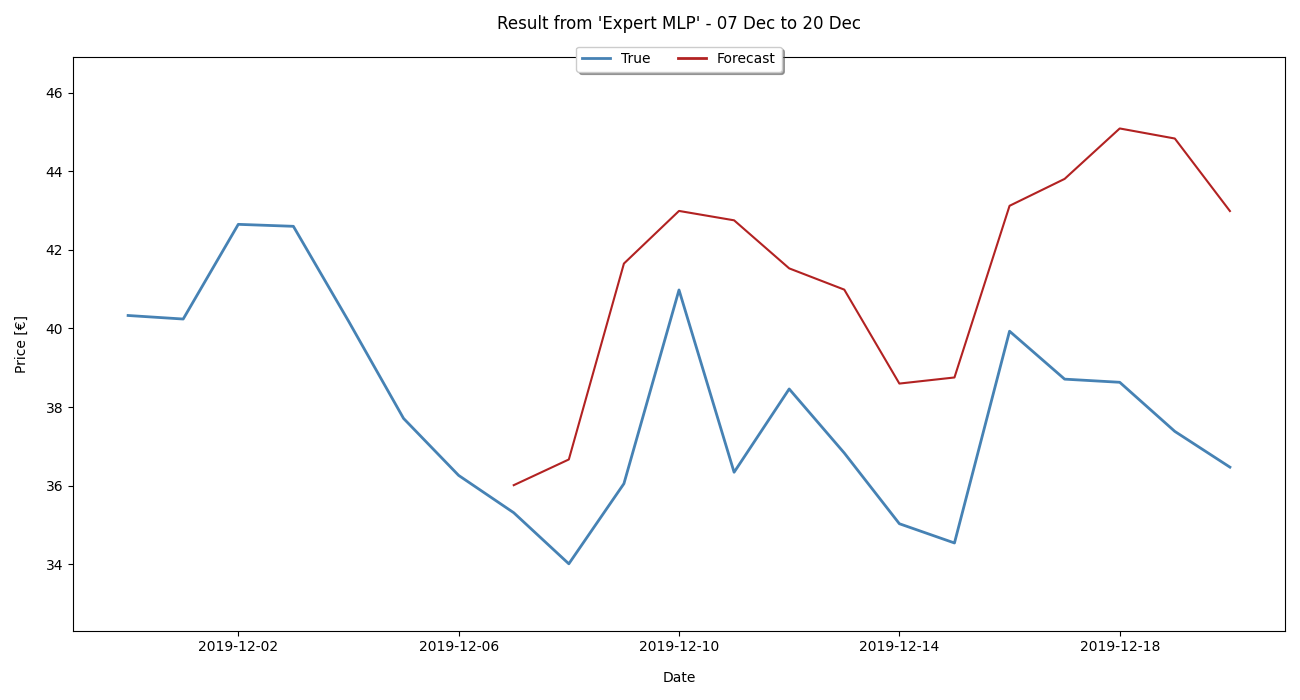 Result from 'Expert MLP' - 07 Dec to 20 Dec
True Forecast
Price [€]
46
44
42
40
38
36
34
2019-12-02 2019-12-06 2019-12-10 2019-12-14 2019-12-18
Date